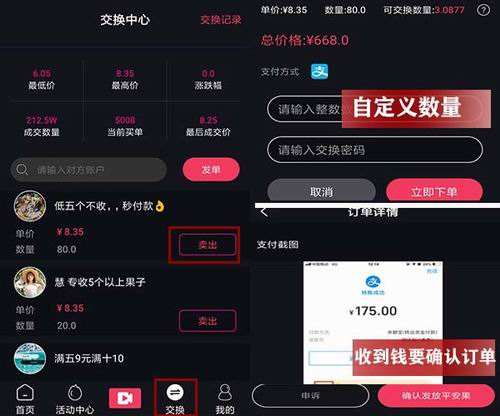 交换中心
交换记录
6.05
8.35
0.0
最低价
最高价
涨跌幅
212.5W
5008
8.25
成交数量
当前买单
最后成交价
请输入对方账户
发单
低五个不收，, 秒付款👌
单价
¥ 8.35
数量
80.0
卖出
慧 专收5个以上果子
单价
¥ 8.35
数量
20.0
卖出
满五9元满十10
首页
活动中心
交换
我的
单价:¥8.35
数量:80.0
可交换数量:3.0877
总价格:¥668.0
支付方式
支
请输入整数数
自定义数量
请输入交换密码
取消
立即下单
订单详情
支付截图
支
¥175.00
收到钱要确认订单
申诉
确认发放平安果